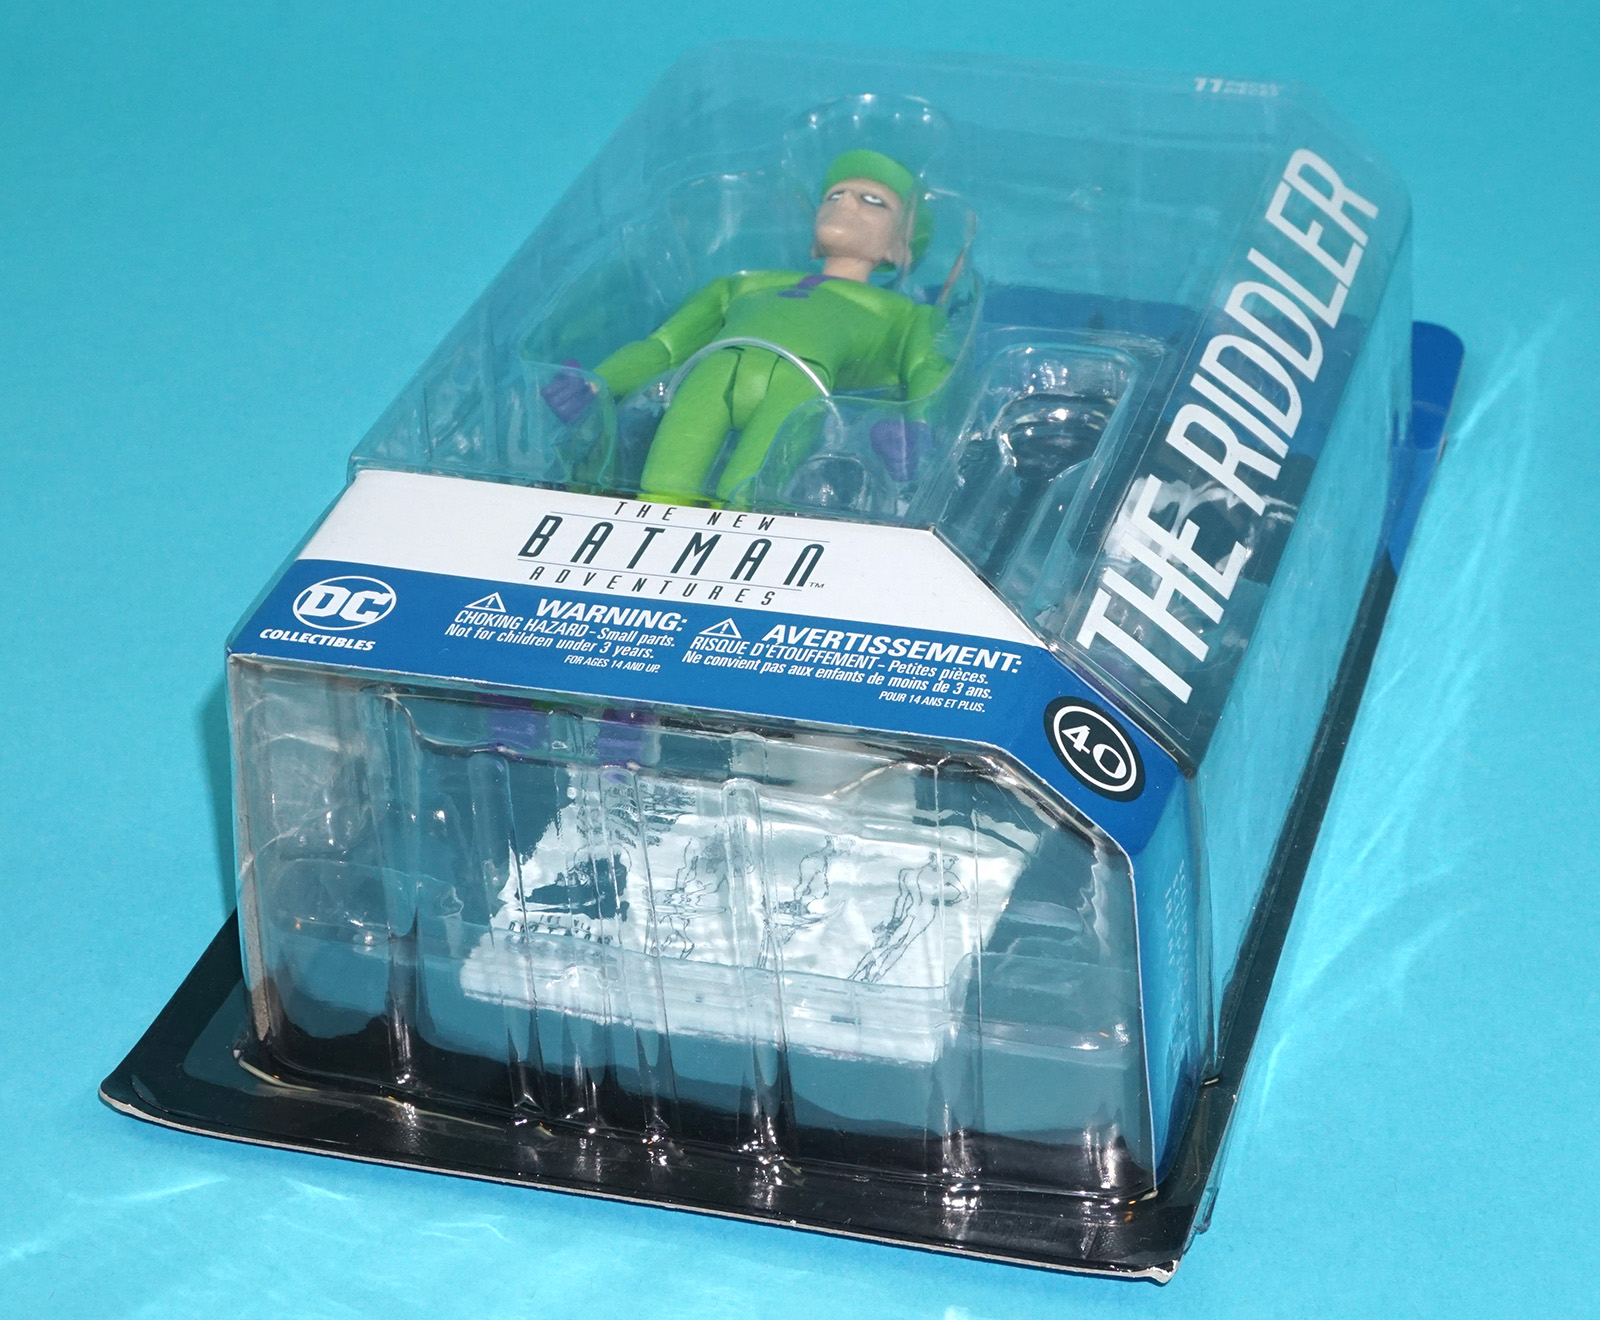 THE RIDDLER
THE NEW
BATMAN™
ADVENTURES
DC
COLLECTIBLES
WARNING:
CHOKING HAZARD - Small parts.
Not for children under 3 years.
FOR AGES 14 AND UP.
AVERTISSEMENT:
RISQUE D'ÉTOUFFEMENT - Petites pièces.
Ne convient pas aux enfants de moins de 3 ans.
POUR 14 ANS ET PLUS.
40